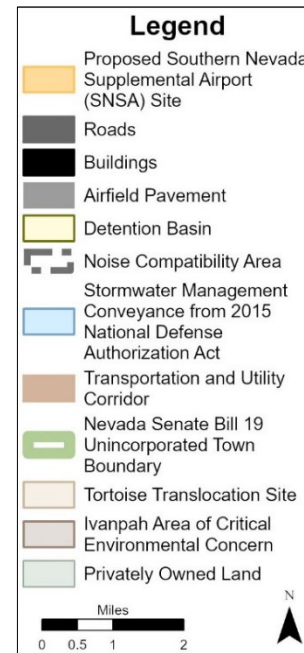 Legend
Proposed Southern Nevada
Supplemental Airport
(SNSA) Site
Roads
Buildings
Airfield Pavement
Detention Basin
Noise Compatibility Area
Stormwater Management
Conveyance from 2015
National Defense
Authorization Act
Transportation and Utility
Corridor
Nevada Senate Bill 19
Unincorporated Town
Boundary
Tortoise Translocation Site
Ivanpah Area of Critical
Environmental Concern
Privately Owned Land
Miles
N
0 0.5 1 2